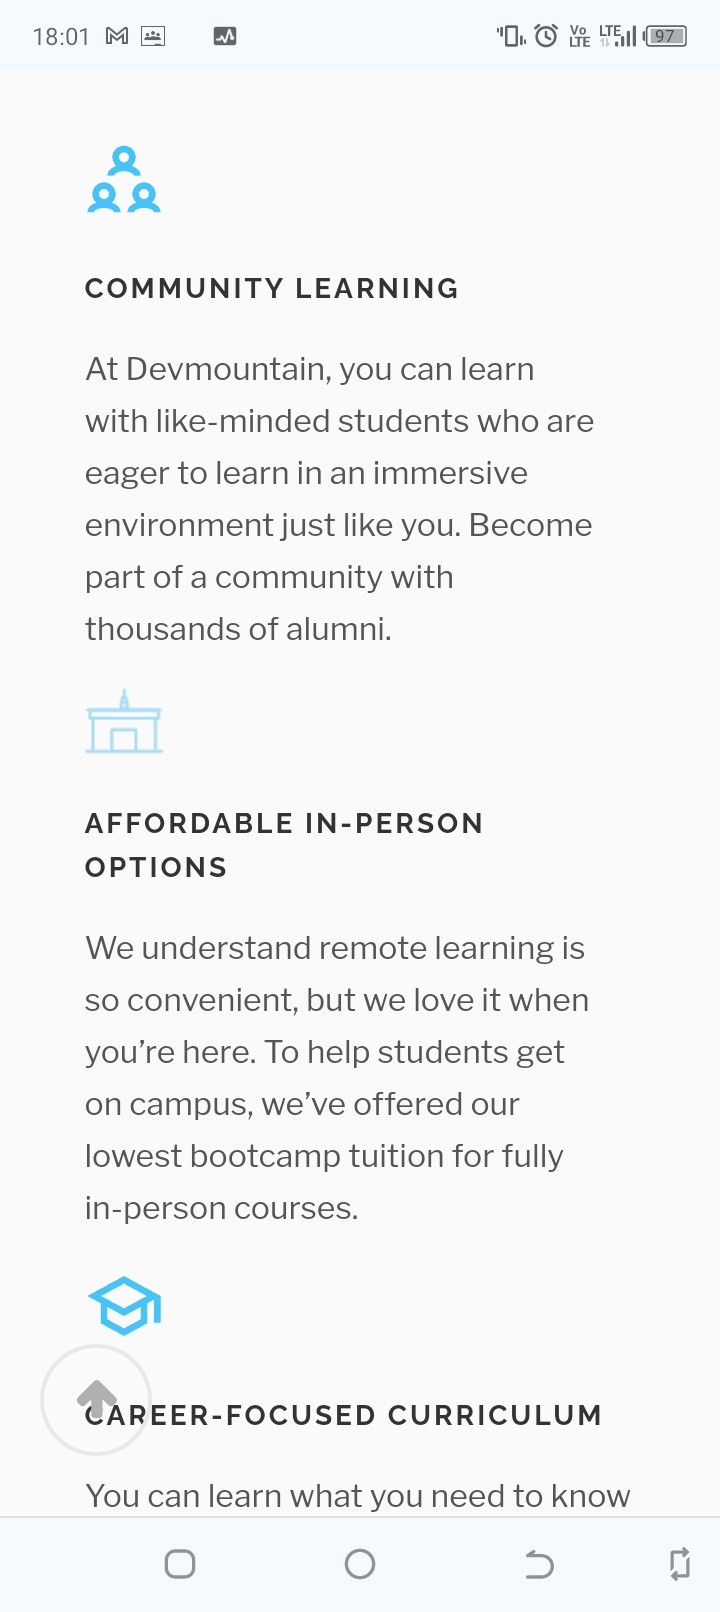 18:01
Vo LTE
LTE
97
COMMUNITY LEARNING
At Devmountain, you can learn
with like-minded students who are
eager to learn in an immersive
environment just like you. Become
part of a community with
thousands of alumni.
AFFORDABLE IN-PERSON
OPTIONS
We understand remote learning is
so convenient, but we love it when
you’re here. To help students get
on campus, we’ve offered our
lowest bootcamp tuition for fully
in-person courses.
CAREER-FOCUSED CURRICULUM
You can learn what you need to know